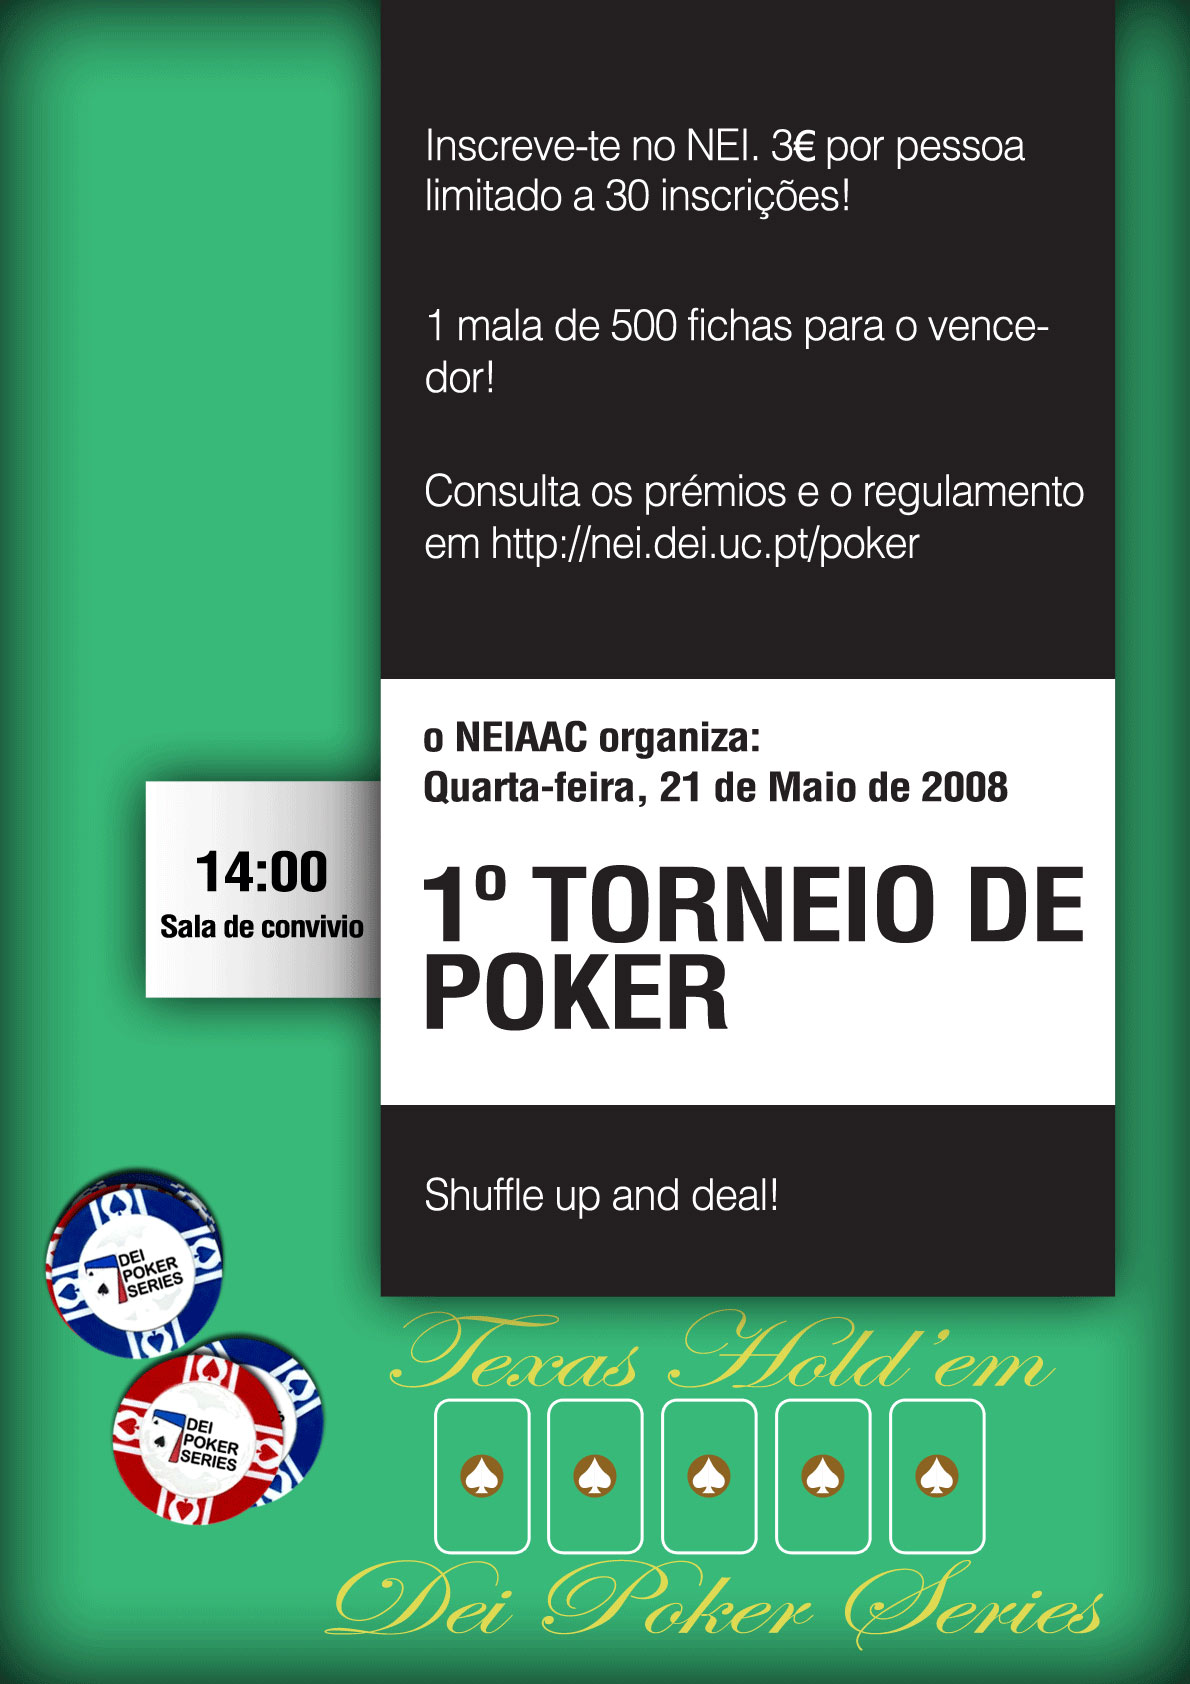 Inscreve-te no NEI. 3€ por pessoa
limitado a 30 inscrições!
1 mala de 500 fichas para o vence-
dor!
Consulta os prémios e o regulamento
em http://nei.dei.uc.pt/poker
o NEIAAC organiza:
Quarta-feira, 21 de Maio de 2008
14:00
Sala de convivio
1º TORNEIO DE
POKER
Shuffle up and deal!
DEI
POKER
SERIES
DEI
POKER
SERIES
Texas Hold'em
Dei Poker Series